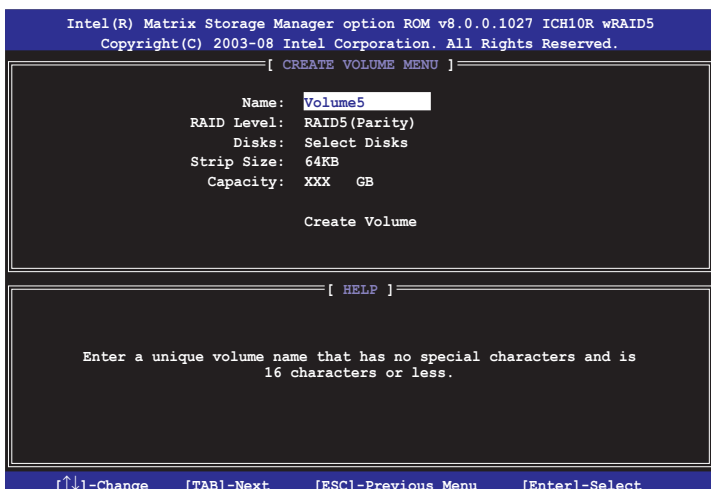 Intel(R) Matrix Storage Manager option ROM v8.0.0.1027 ICH10R wRAID5
Copyright(C) 2003-08 Intel Corporation. All Rights Reserved.
[ CREATE VOLUME MENU ]
Name: Volume5
RAID Level: RAID5(Parity)
Disks: Select Disks
Strip Size: 64KB
Capacity: XXX GB
Create Volume
[ HELP ]
Enter a unique volume name that has no special characters and is
16 characters or less.
[↑↓]-Change [TAB]-Next [ESC]-Previous Menu [Enter]-Select